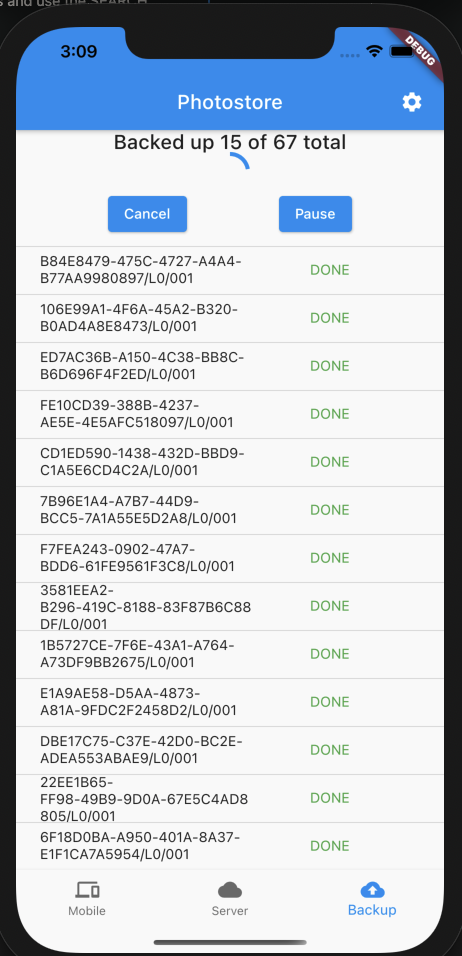 s and use the SEARCH
3:09
DEBUG
Photostore
Backed up 15 of 67 total
Cancel
Pause
B84E8479-475C-4727-A4A4-
B77AA9980897/L0/001
DONE
106E99A1-4F6A-45A2-B320-
B0AD4A8E8473/L0/001
DONE
ED7AC36B-A150-4C38-BB8C-
B6D696F4F2ED/L0/001
DONE
FE10CD39-388B-4237-
AE5E-4E5AFC518097/L0/001
DONE
CD1ED590-1438-432D-BBD9-
C1A5E6CD4C2A/L0/001
DONE
7B96E1A4-A7B7-44D9-
BCC5-7A1A55E5D2A8/L0/001
DONE
F7FEA243-0902-47A7-
BDD6-61FE9561F3C8/L0/001
DONE
3581EEA2-
B296-419C-8188-83F87B6C88
DF/L0/001
DONE
1B5727CE-7F6E-43A1-A764-
A73DF9BB2675/L0/001
DONE
E1A9AE58-D5AA-4873-
A81A-9FDC2F2458D2/L0/001
DONE
DBE17C75-C37E-42D0-BC2E-
ADEA553ABAE9/L0/001
DONE
22EE1B65-
FF98-49B9-9D0A-67E5C4AD8
805/L0/001
DONE
6F18D0BA-A950-401A-8A37-
E1F1CA7A5954/L0/001
DONE
Mobile
Server
Backup